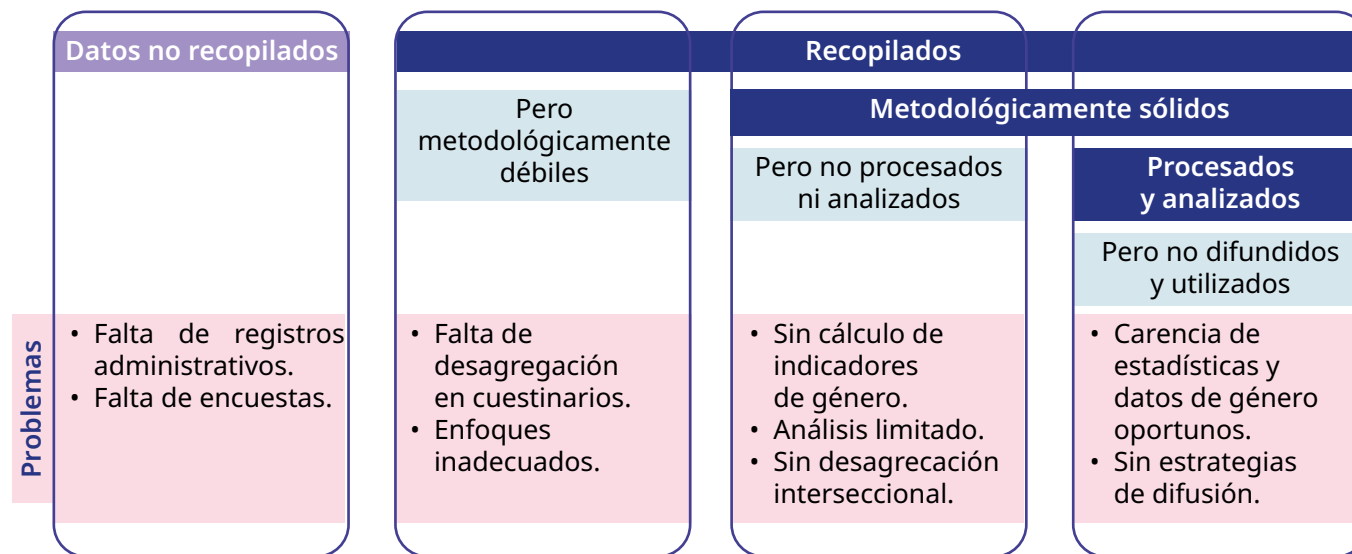 Datos no recopilados
Recopilados
Pero
metodológicamente
débiles
Metodológicamente sólidos
Pero no procesados
ni analizados
Procesados
y analizados
Pero no difundidos
y utilizados
Problemas
• Falta de registros
administrativos.
• Falta de encuestas.
• Falta de
desagregación
en cuestinarios.
• Enfoques
inadecuados.
• Sin cálculo de
indicadores
de género.
• Análisis limitado.
• Sin desagrecación
interseccional.
• Carencia de
estadísticas y
datos de género
oportunos.
• Sin estrategias
de difusión.